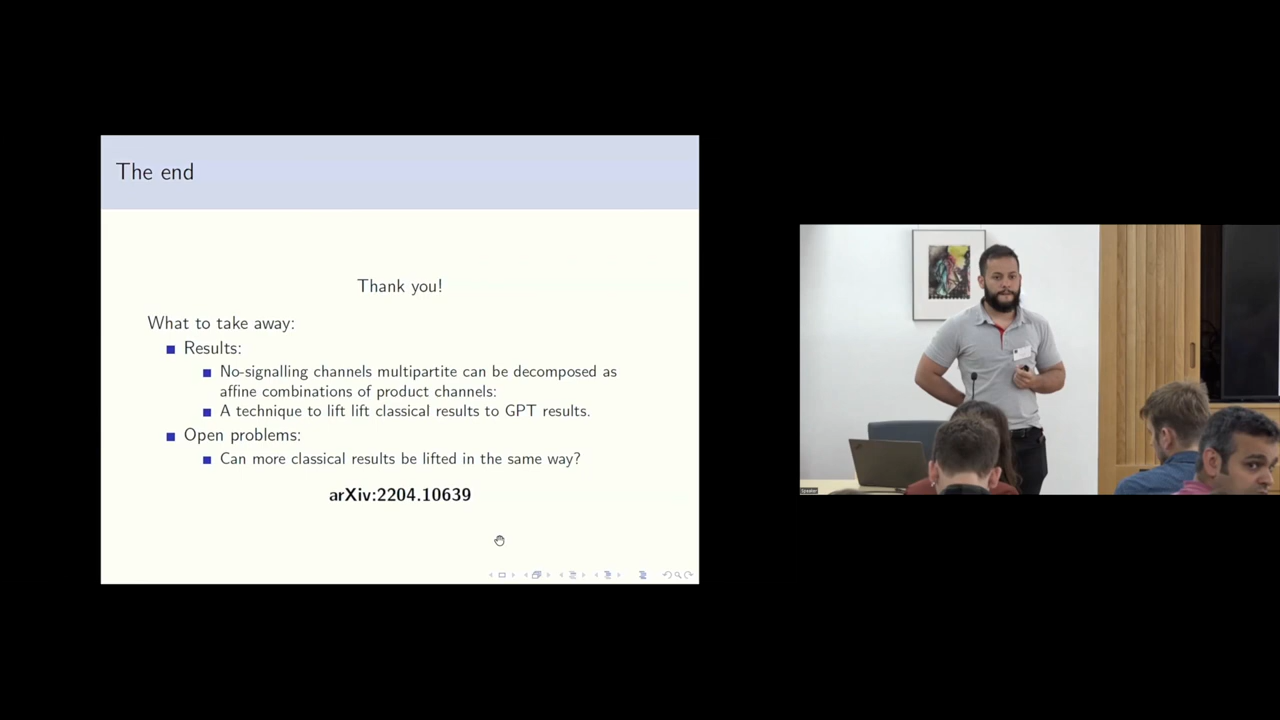 The end
Thank you!
What to take away:
Results:
No-signalling channels multipartite can be decomposed as
affine combinations of product channels:
A technique to lift lift classical results to GPT results.
Open problems:
Can more classical results be lifted in the same way?
arXiv:2204.10639
Speaker